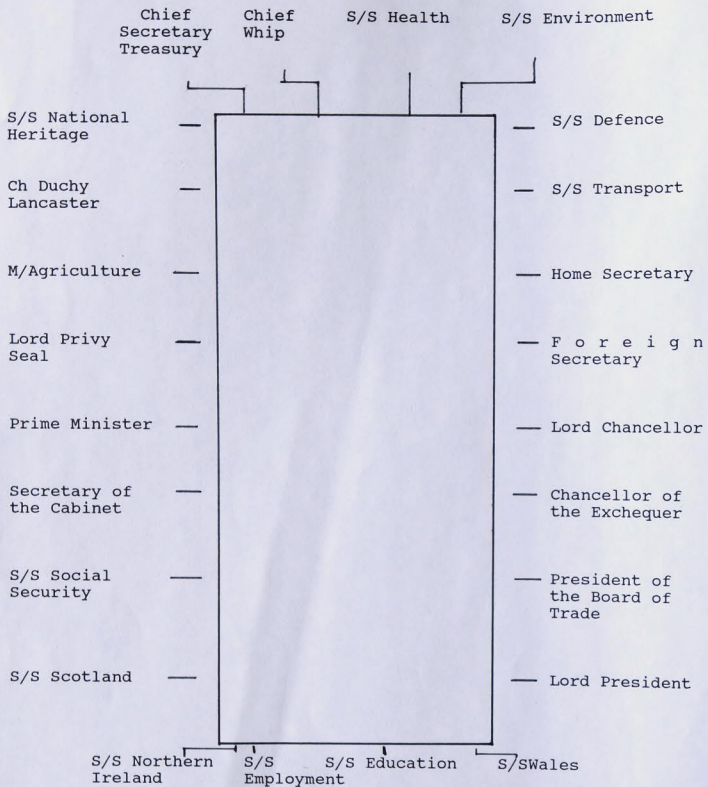 Chief
Secretary
Treasury
Chief
Whip
S/S Health
S/S Environment
S/S National
Heritage
S/S Defence
Ch Duchy
Lancaster
S/S Transport
M/Agriculture
Home Secretary
Lord Privy
Seal
F o r e i g n
Secretary
Prime Minister
Lord Chancellor
Secretary of
the Cabinet
Chancellor of
the Exchequer
S/S Social
Security
President of
the Board of
Trade
S/S Scotland
Lord President
S/S Northern
Ireland
S/S
Employment
S/S Education
S/SWales